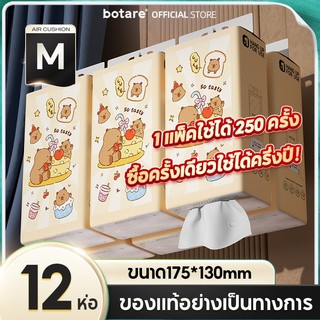 botare® | OFFICIAL STORE
AIR CUSHION
M
so tasty
so tasty
1 แพ็คใช้ได้ 250 ครั้ง
ซื้อครั้งเดียวใช้ได้ครึ่งปี!
ขนาด175*130mm
12 ห่อ
ของแท้อย่างเป็นทางการ